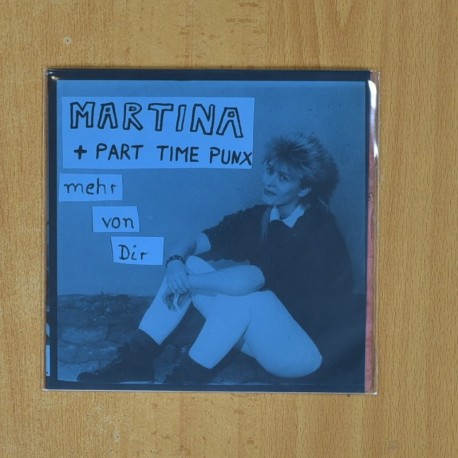 MARTINA
+ PART TIME PUNX
mehr
von
Dir